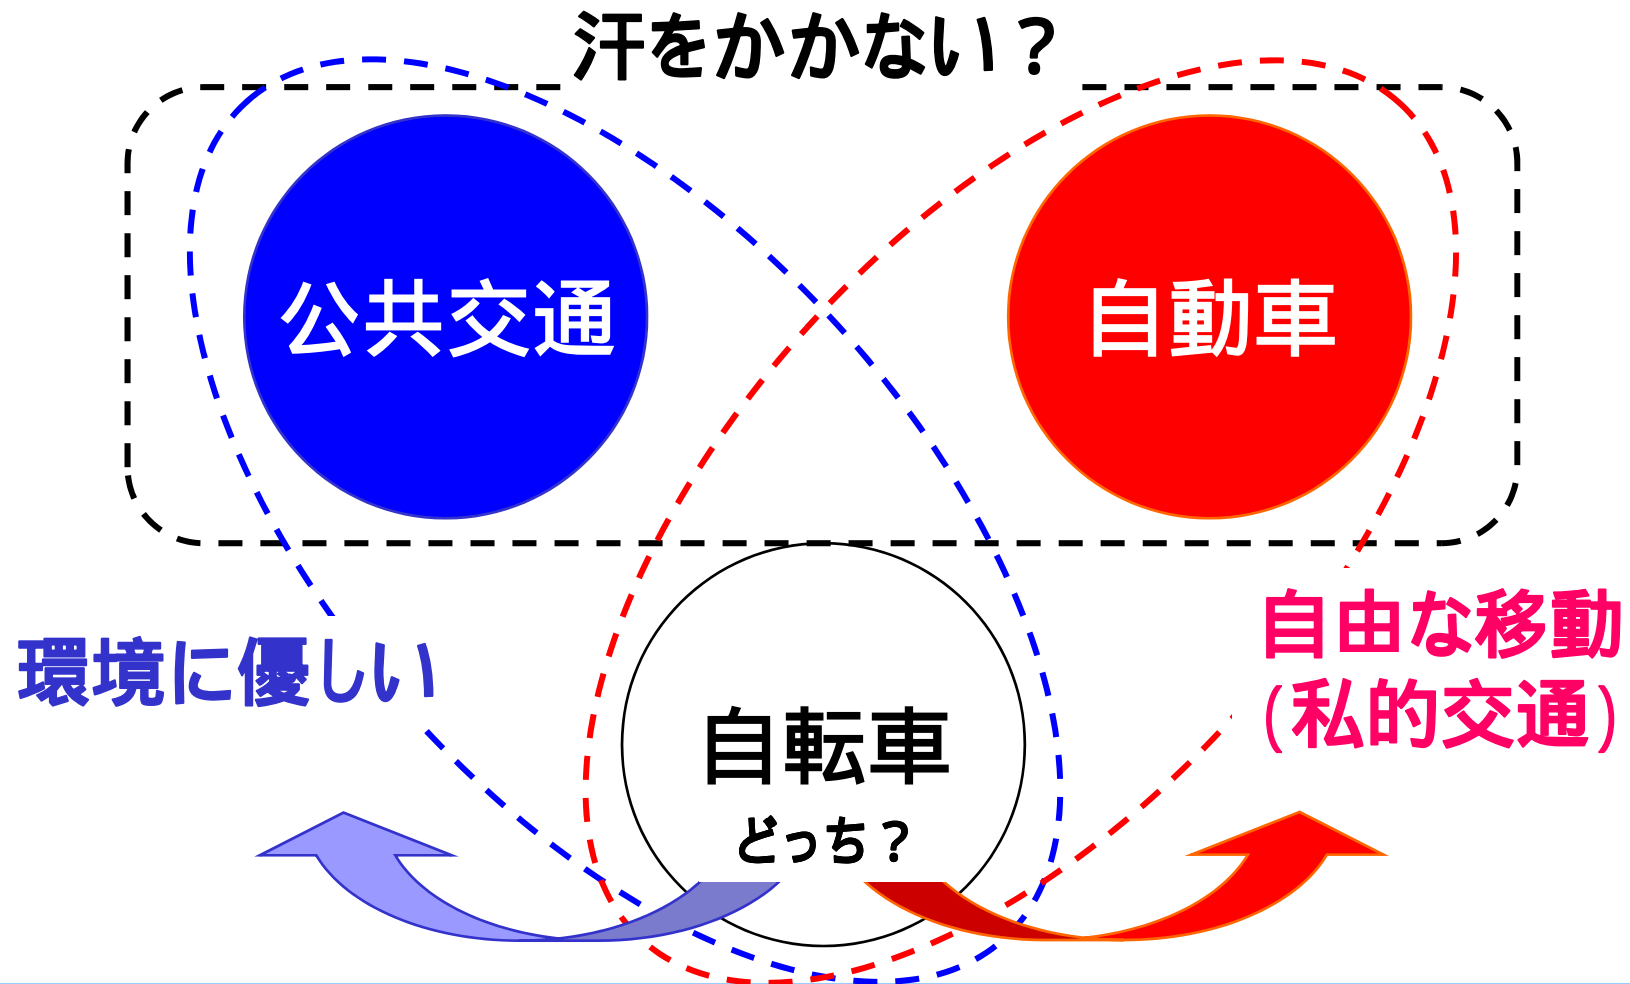 汗をかかない？
公共交通
自動車
環境に優しい
自由な移動
(私的交通)
自転車
どっち？